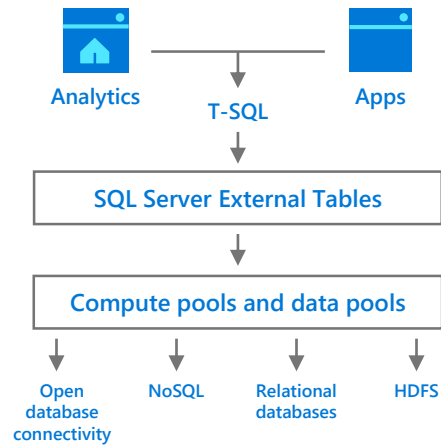 Analytics
Apps
T-SQL
SQL Server External Tables
Compute pools and data pools
Open
database
connectivity
NoSQL
Relational
databases
HDFS